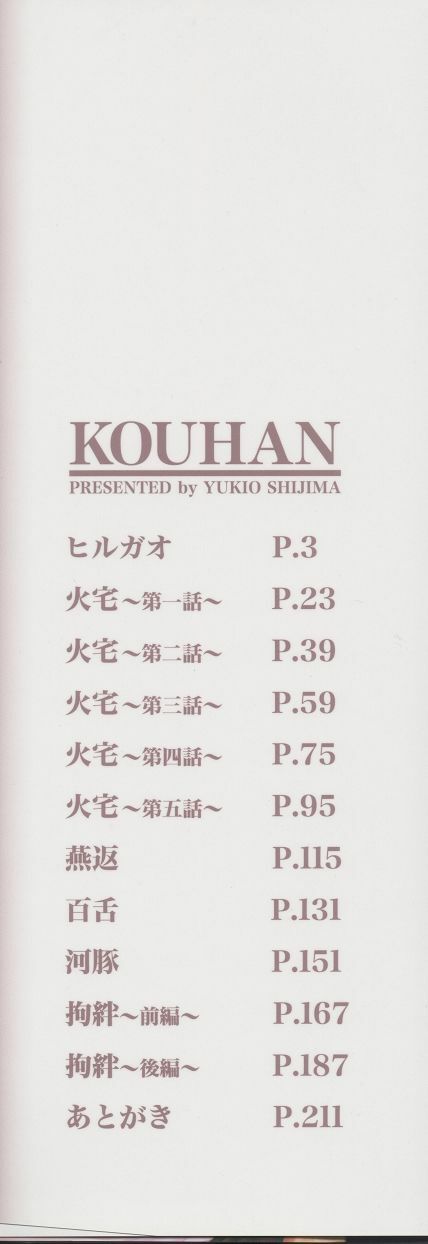 KOUHAN
PRESENTED by YUKIO SHIJIMA
ヒルガオ P.3
火宅～第一話～ P.23
火宅～第二話～ P.39
火宅～第三話～ P.59
火宅～第四話～ P.75
火宅～第五話～ P.95
燕返 P.115
百舌 P.131
河豚 P.151
拘絆～前編～ P.167
拘絆～後編～ P.187
あとがき P.211